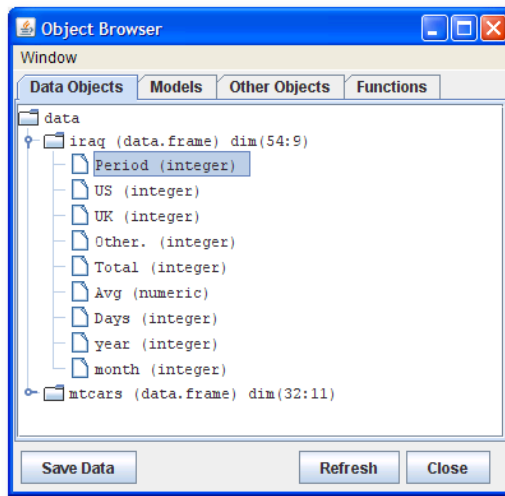 Object Browser
Window
Data Objects Models Other Objects Functions
data
iraq (data.frame) dim(54:9)
Period (integer)
US (integer)
UK (integer)
Other. (integer)
Total (integer)
Avg (numeric)
Days (integer)
year (integer)
month (integer)
mtcars (data.frame) dim(32:11)
Save Data Refresh Close